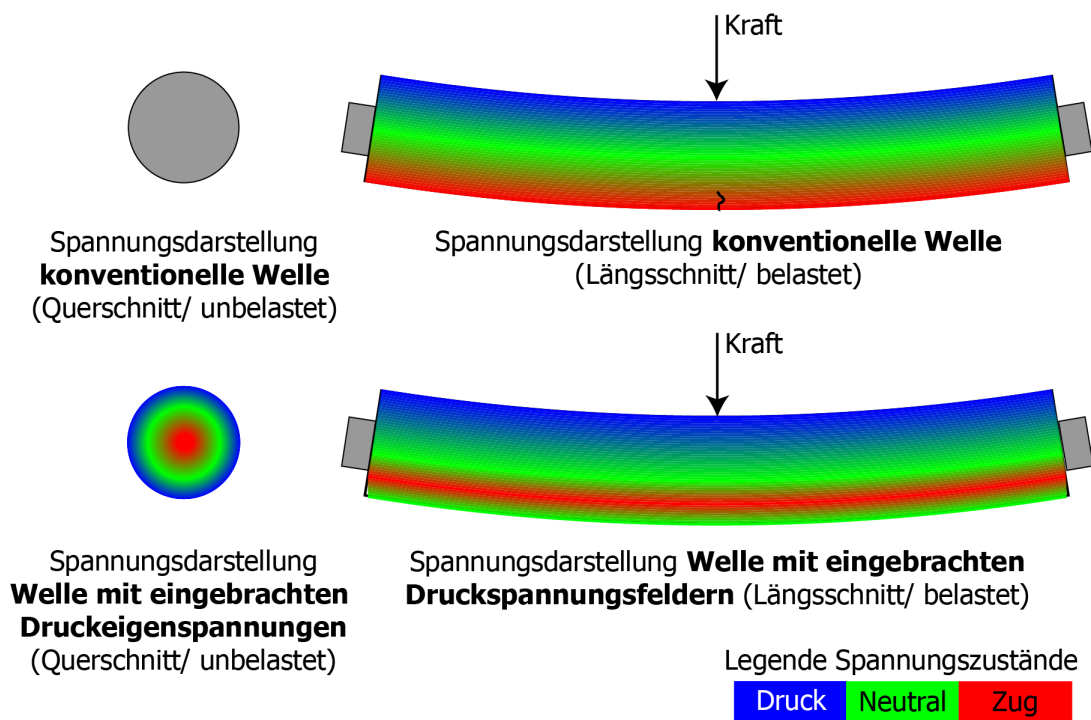 Kraft
Spannungsdarstellung
konventionelle Welle
(Querschnitt/ unbelastet)
Spannungsdarstellung konventionelle Welle
(Längsschnitt/ belastet)
Kraft
Spannungsdarstellung
Welle mit eingebrachten
Druckeigenspannungen
(Querschnitt/ unbelastet)
Spannungsdarstellung Welle mit eingebrachten
Druckspannungsfeldern (Längsschnitt/ belastet)
Legende Spannungszustände
Druck Neutral Zug